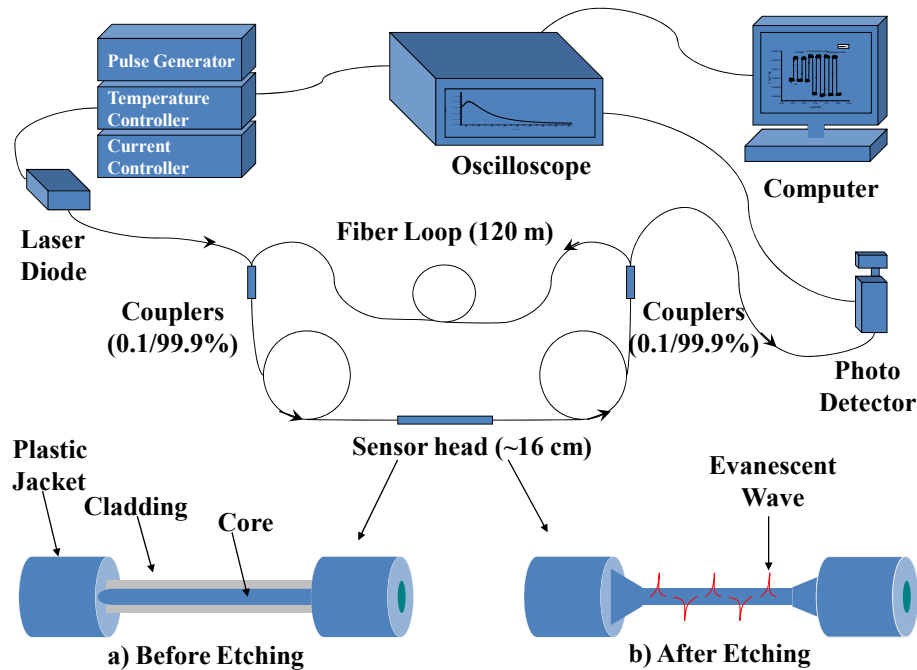 Pulse Generator
Temperature
Controller
Current
Controller
Oscilloscope
Computer
Laser
Diode
Fiber Loop (120 m)
Couplers
(0.1/99.9%)
Couplers
(0.1/99.9%)
Photo
Detector
Sensor head (~16 cm)
Plastic
Jacket
Cladding
Core
Evanescent
Wave
a) Before Etching
b) After Etching